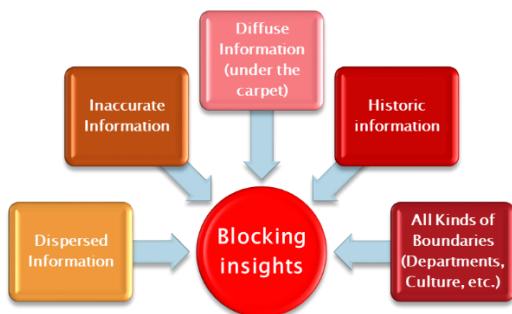 Diffuse
Information
(under the
carpet)
Inaccurate
Information
Historic
information
Dispersed
Information
Blocking
insights
All Kinds of
Boundaries
(Departments,
Culture, etc.)